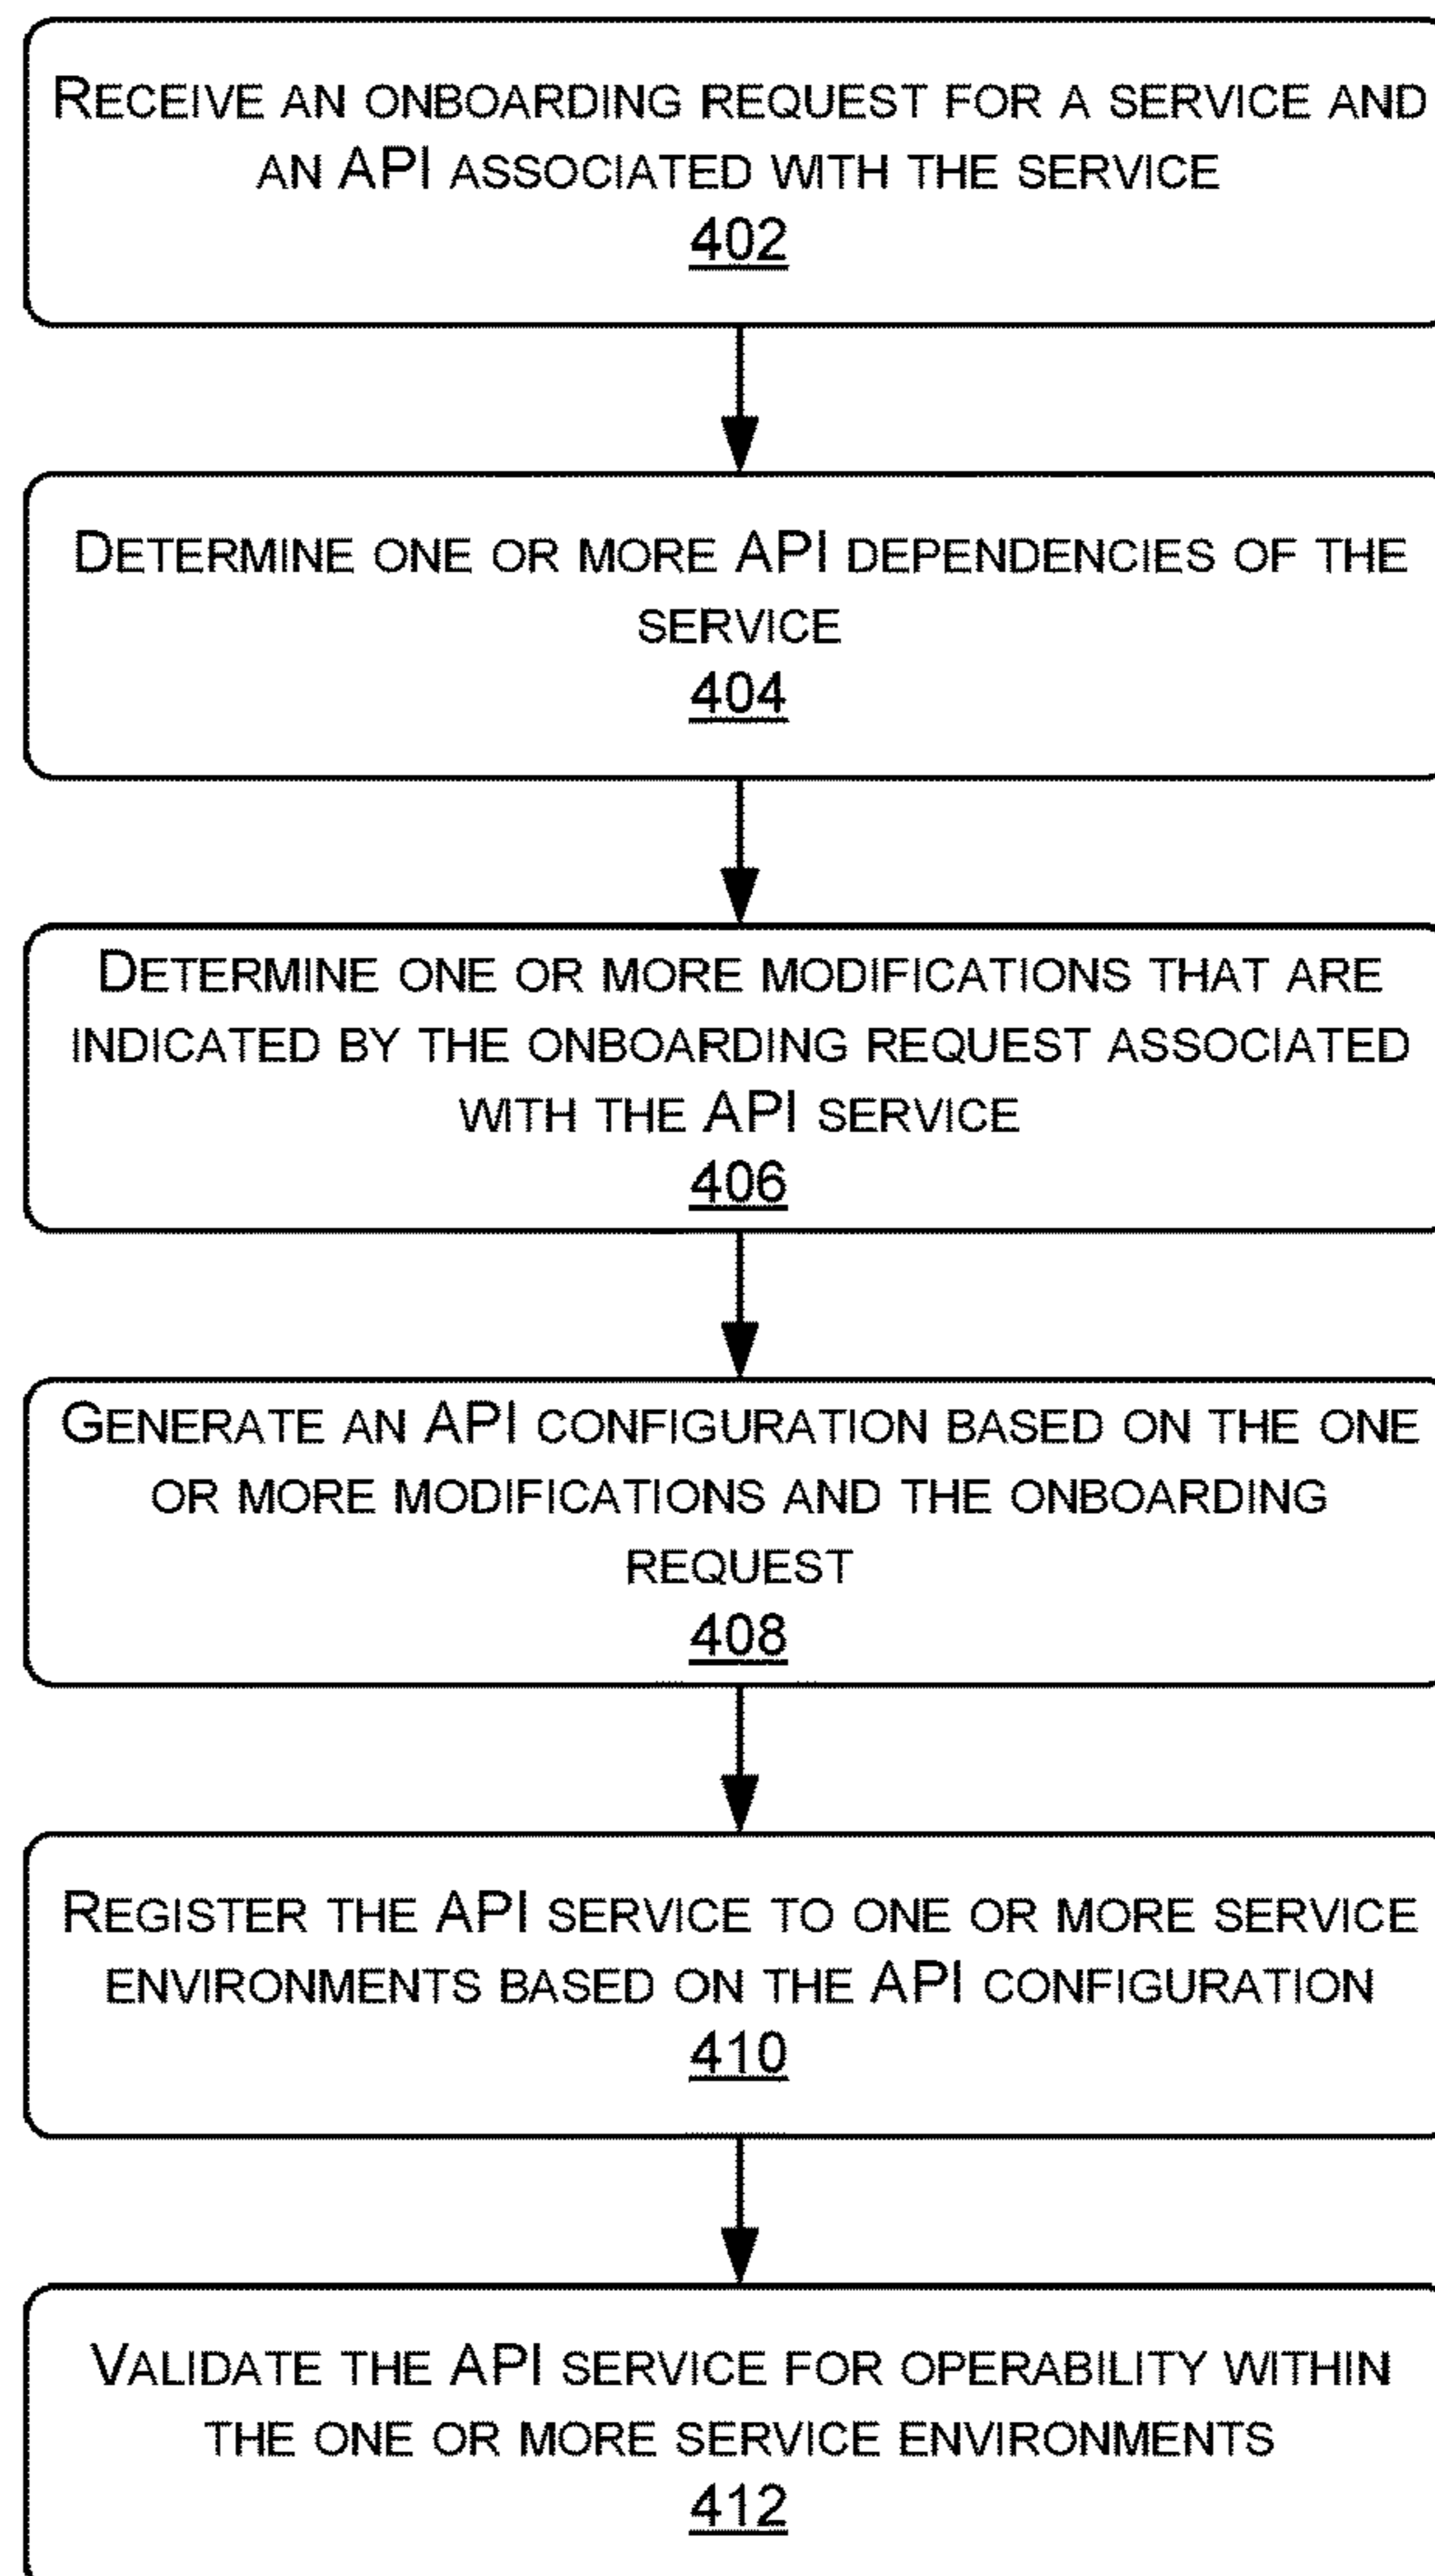 RECEIVE AN ONBOARDING REQUEST FOR A SERVICE AND
AN API ASSOCIATED WITH THE SERVICE
402
DETERMINE ONE OR MORE API DEPENDENCIES OF THE
SERVICE
404
DETERMINE ONE OR MORE MODIFICATIONS THAT ARE
INDICATED BY THE ONBOARDING REQUEST ASSOCIATED
WITH THE API SERVICE
406
GENERATE AN API CONFIGURATION BASED ON THE ONE
OR MORE MODIFICATIONS AND THE ONBOARDING
REQUEST
408
REGISTER THE API SERVICE TO ONE OR MORE SERVICE
ENVIRONMENTS BASED ON THE API CONFIGURATION
410
VALIDATE THE API SERVICE FOR OPERABILITY WITHIN
THE ONE OR MORE SERVICE ENVIRONMENTS
412